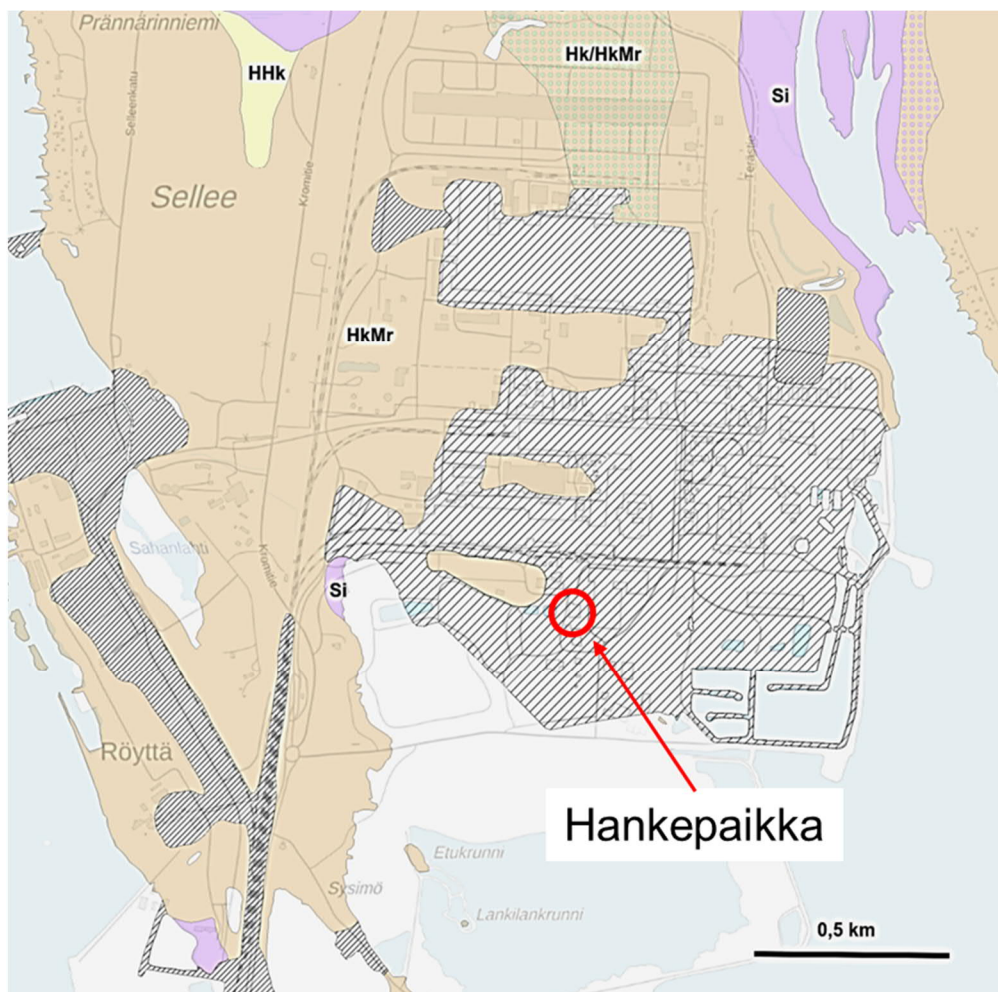 Prännärinniemi
HHk
Hk/HkMr
Si
Selleenkatu
Kromitie
Sellee
HkMr
Sahanlahti
Kromitie
Si
Röyttä
Hankepaikka
Etukrunni
Sysimö
Lankilankrunni
0,5 km